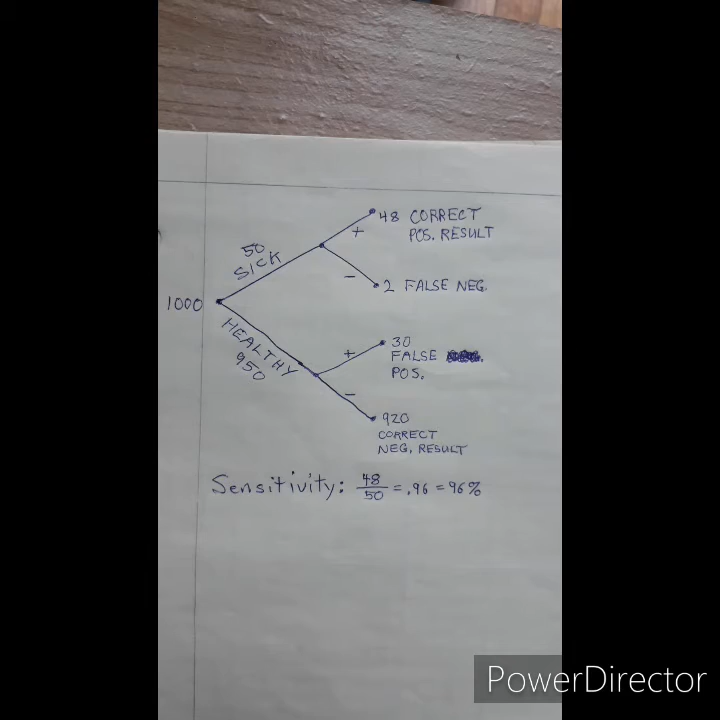 48 CORRECT
POS. RESULT
+
50
SICK
-
2 FALSE NEG.
1000
HEALTHY
950
+
30
FALSE
POS.
-
920
CORRECT
NEG. RESULT
Sensitivity: 48/50 = .96 = 96%
PowerDirector